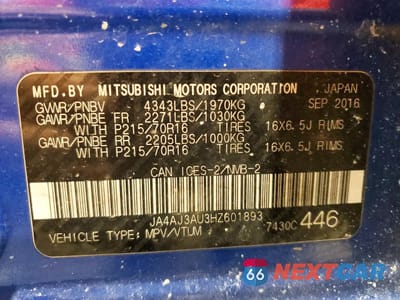 MFD.BY MITSUBISHI MOTORS CORPORATION JAPAN
GVWR/PNBV 4343LBS/1970KG SEP 2016
GAWR/PNBE FR 2271LBS/1030KG
WITH P215/70R16 TIRES 16X6.5J RIMS
GAWR/PNBE RR 2205LBS/1000KG
WITH P215/70R16 TIRES 16X6.5J RIMS
CAN ICES-2/NMB-2
JA4AJ3AU3HZ601893 446
VEHICLE TYPE: MPV/VTUM 7430C
66 NEXTCAR